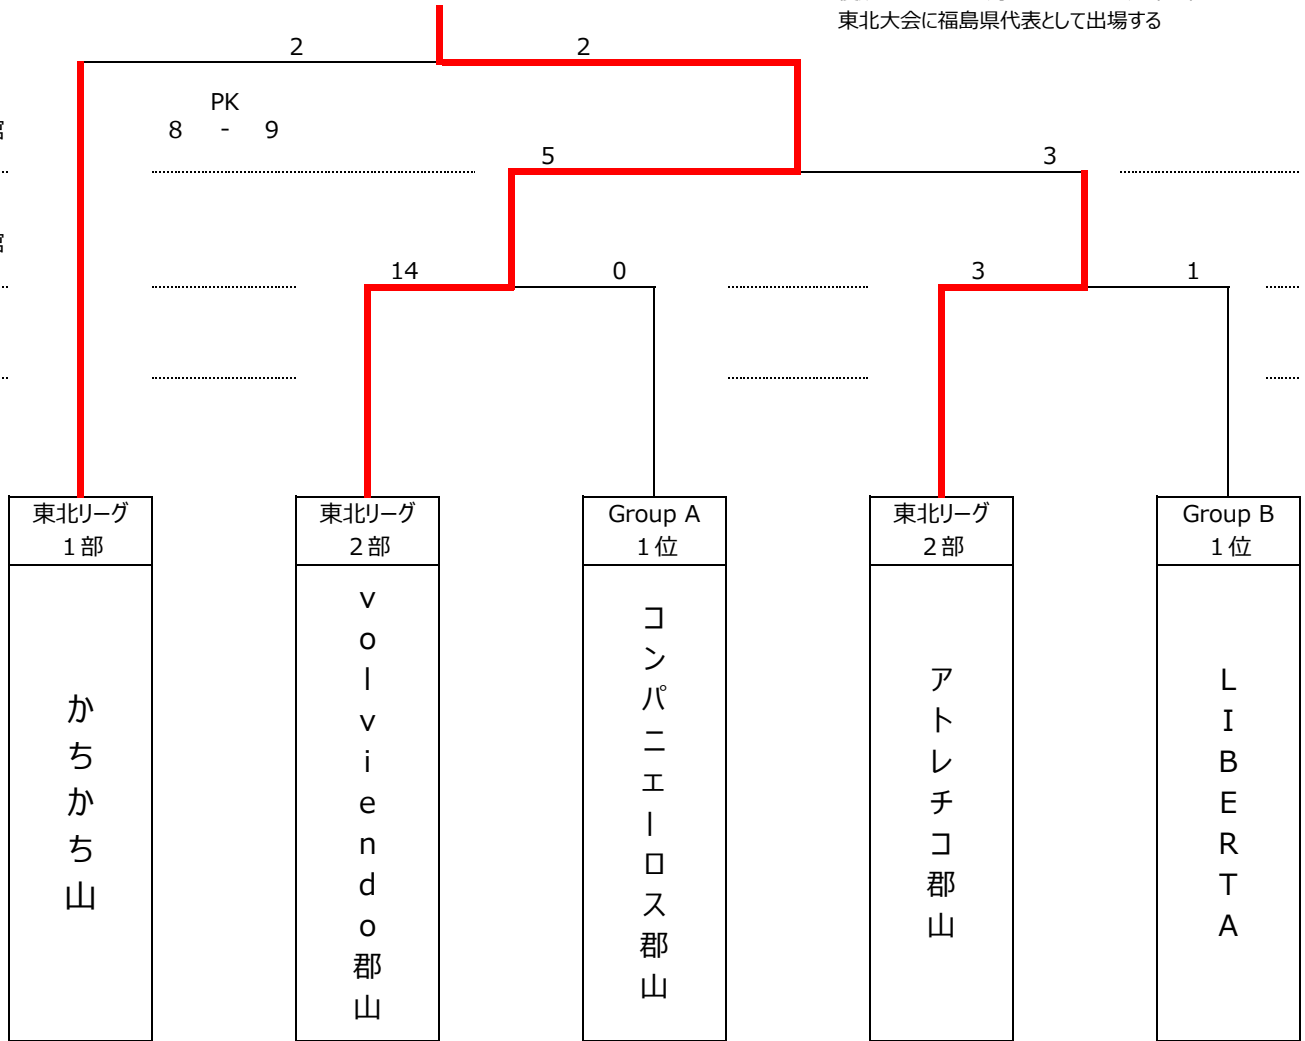 東北大会に福島県代表として出場する
2 2
PK
8 - 9
5 3
14 0 3 1
東北リーグ
1部
東北リーグ
2部
Group A
1位
東北リーグ
2部
Group B
1位
かちかち山
volviendo郡山
コンパニエーロス郡山
アトレチコ郡山
LIBERTA